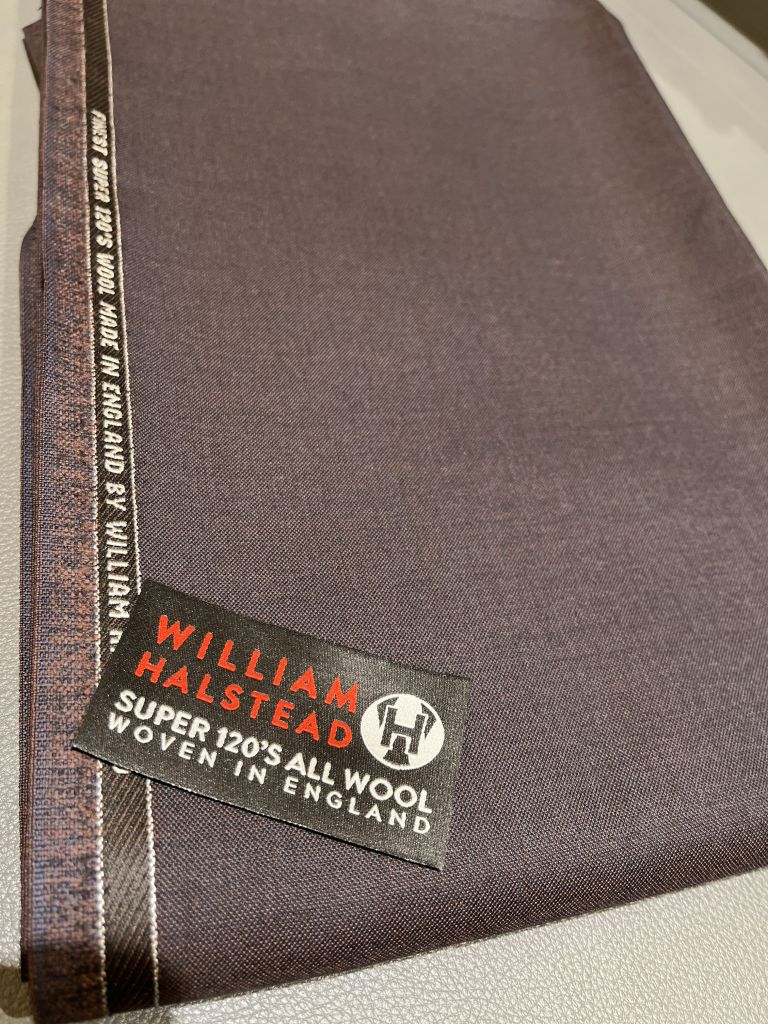 FINEST SUPER 120'S WOOL MADE IN ENGLAND BY WILLIAM
WILLIAM
HALSTEAD
H
SUPER 120'S ALL WOOL
WOVEN IN ENGLAND